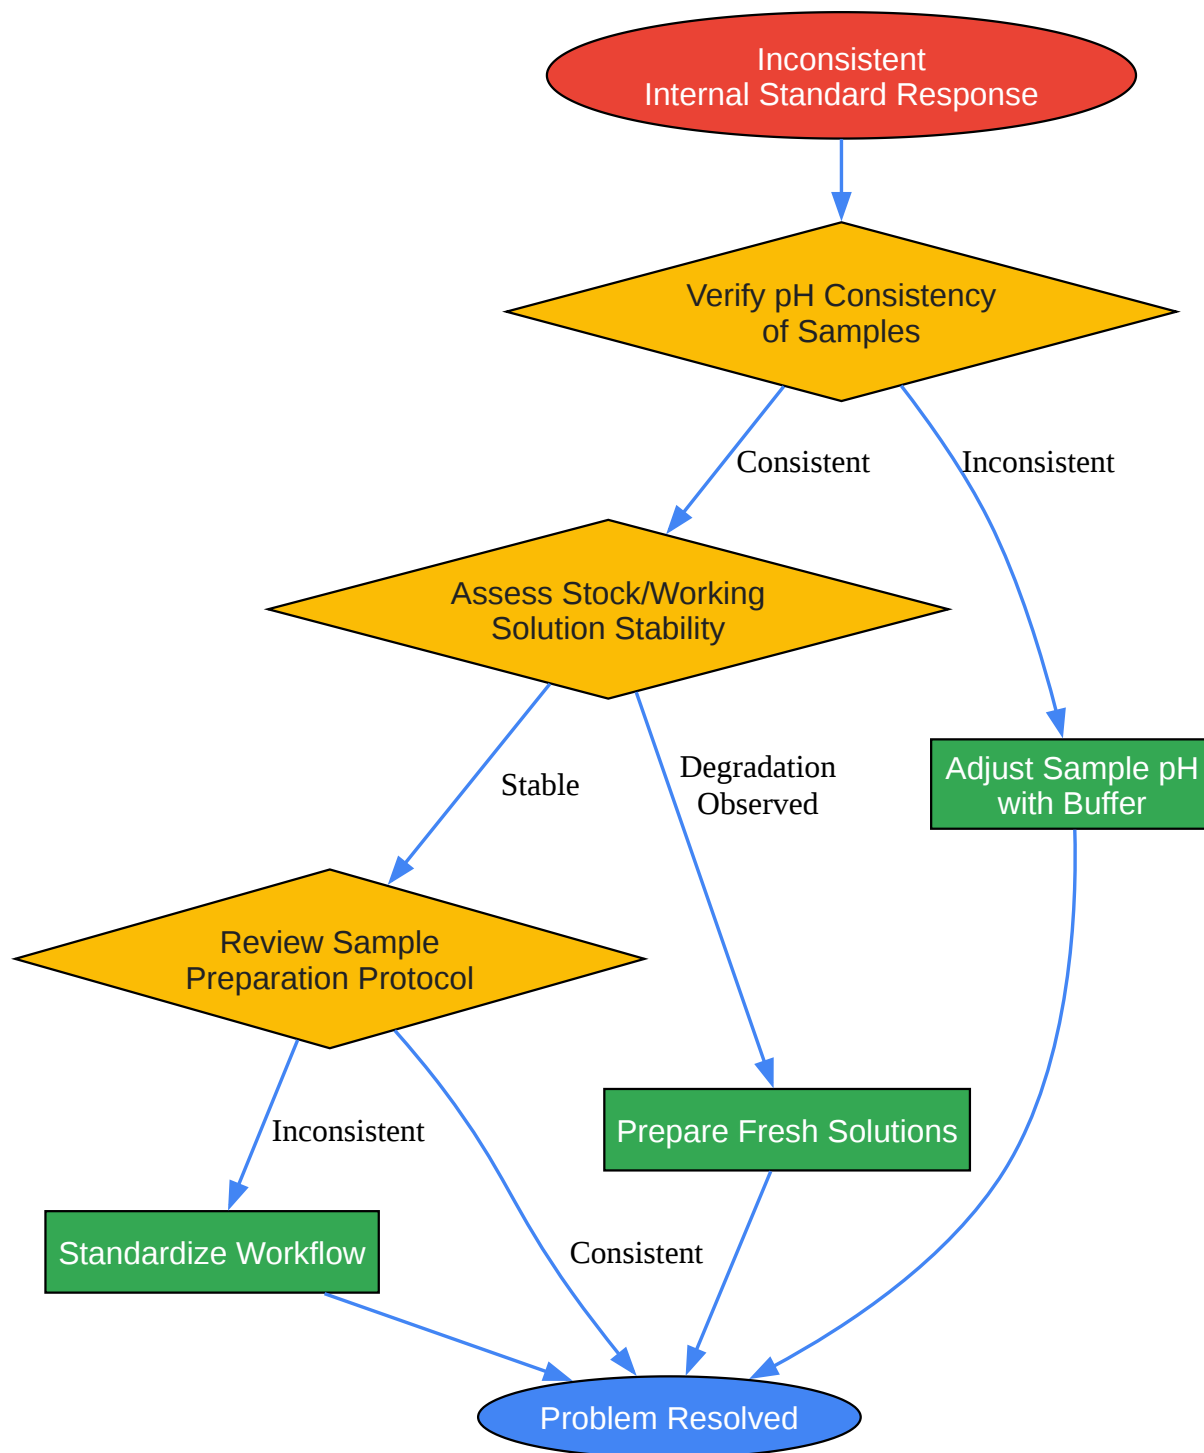 Inconsistent
Internal Standard Response
Verify pH Consistency
of Samples
Consistent
Inconsistent
Assess Stock/Working
Solution Stability
Stable
Degradation
Observed
Adjust Sample pH
with Buffer
Review Sample
Preparation Protocol
Inconsistent
Prepare Fresh Solutions
Standardize Workflow
Consistent
Problem Resolved